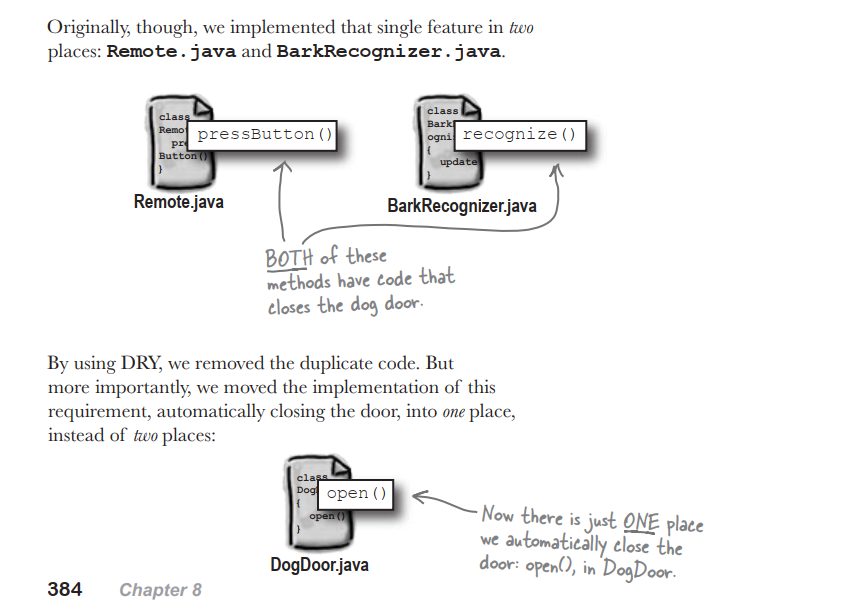 Originally, though, we implemented that single feature in two
places: Remote.java and BarkRecognizer.java.
class
Remo
pre
Button()
}
pressButton()
Remote.java
class
Bark
ogni
{
update
}
recognize()
BarkRecognizer.java
BOTH of these
methods have code that
closes the dog door.
By using DRY, we removed the duplicate code. But
more importantly, we moved the implementation of this
requirement, automatically closing the door, into one place,
instead of two places:
class
Dog
{
open()
}
open()
DogDoor.java
Now there is just ONE place
we automatically close the
door: open(), in DogDoor.
384 Chapter 8